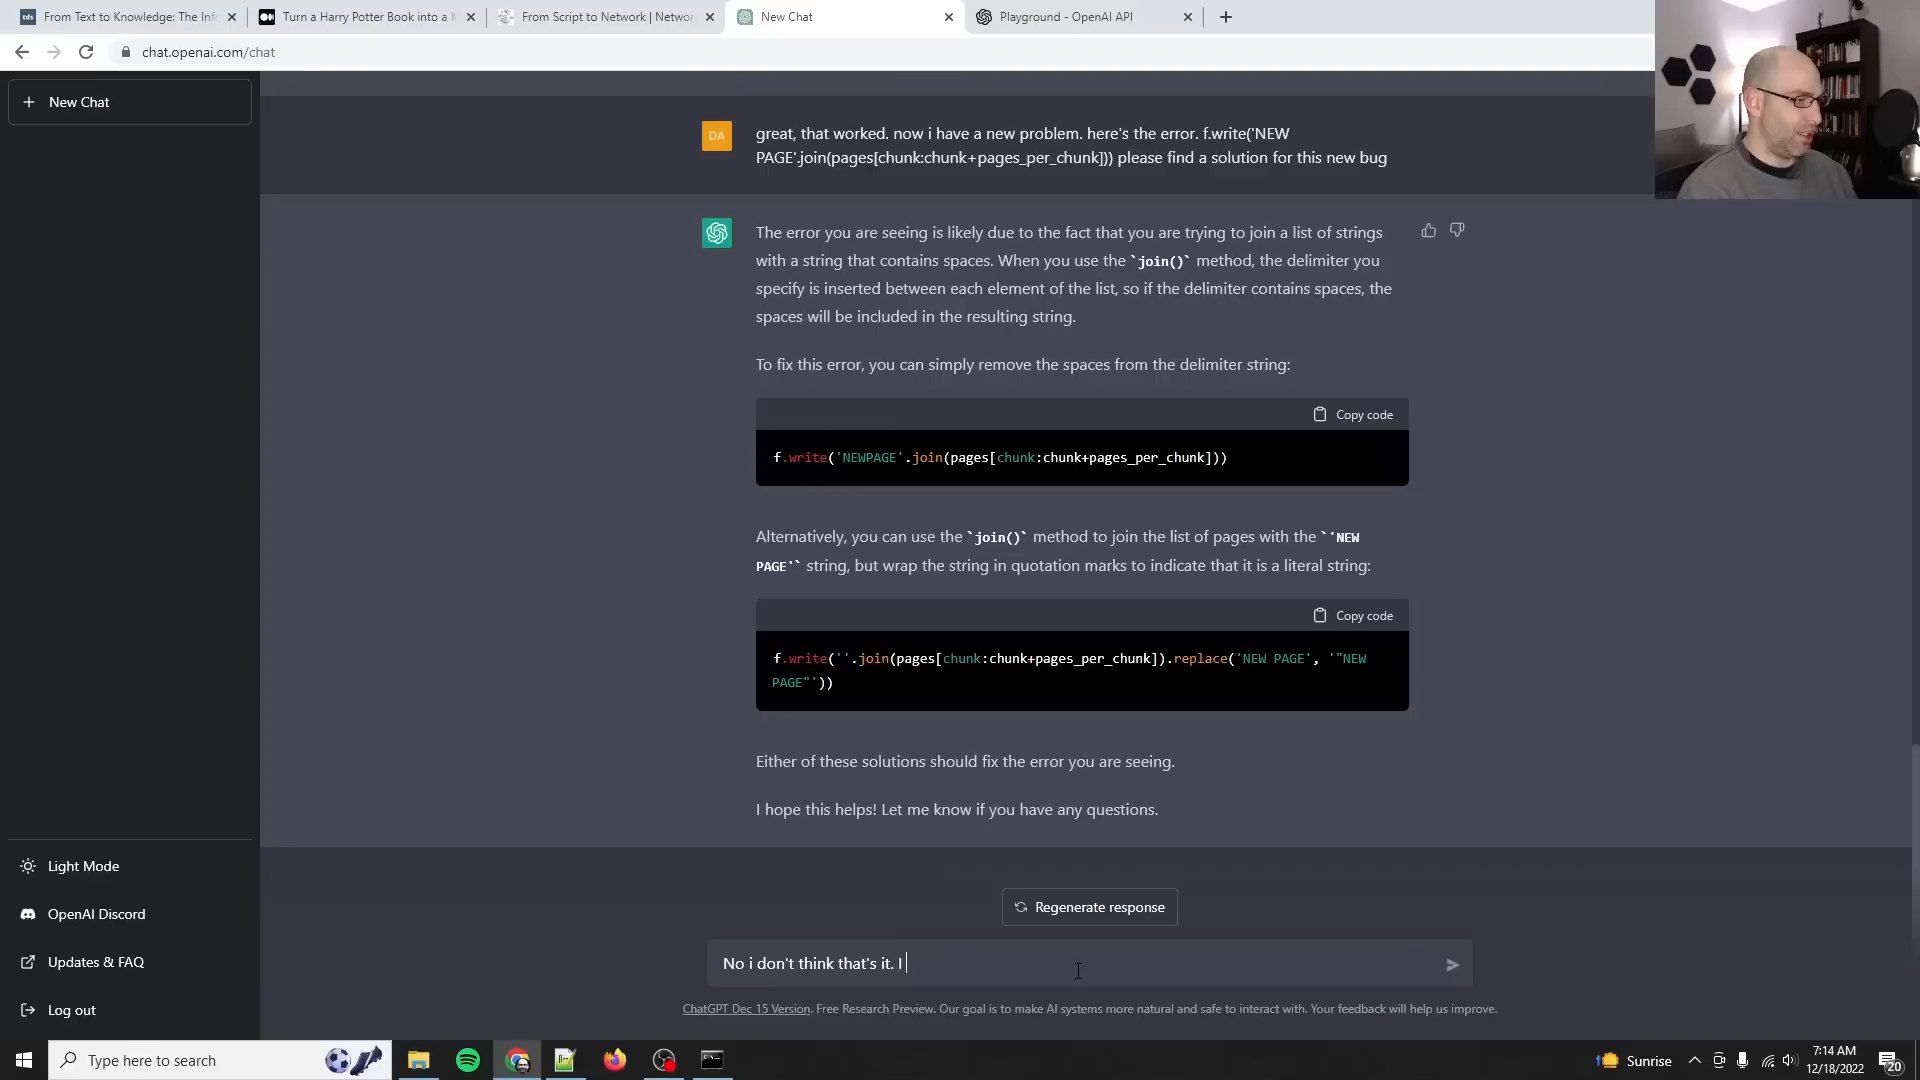 From Text to Knowledge: The Inf
Turn a Harry Potter Book into a K
From Script to Network | Networ
New Chat
Playground - OpenAI API
chat.openai.com/chat
New Chat
DA
great, that worked. now i have a new problem. here's the error. f.write('NEW
PAGE'.join(pages[chunk:chunk+pages_per_chunk])) please find a solution for this new bug
The error you are seeing is likely due to the fact that you are trying to join a list of strings
with a string that contains spaces. When you use the `join()` method, the delimiter you
specify is inserted between each element of the list, so if the delimiter contains spaces, the
spaces will be included in the resulting string.
To fix this error, you can simply remove the spaces from the delimiter string:
Copy code
f.write('NEWPAGE'.join(pages[chunk:chunk+pages_per_chunk]))
Alternatively, you can use the `join()` method to join the list of pages with the `'NEW
PAGE'` string, but wrap the string in quotation marks to indicate that it is a literal string:
Copy code
f.write(''.join(pages[chunk:chunk+pages_per_chunk]).replace('NEW PAGE', '"NEW
PAGE"'))
Either of these solutions should fix the error you are seeing.
I hope this helps! Let me know if you have any questions.
Light Mode
OpenAI Discord
Updates & FAQ
Log out
Regenerate response
No i don't think that's it. I
ChatGPT Dec 15 Version. Free Research Preview. Our goal is to make AI systems more natural and safe to interact with. Your feedback will help us improve.
Type here to search
Sunrise
7:14 AM
12/18/2022
20